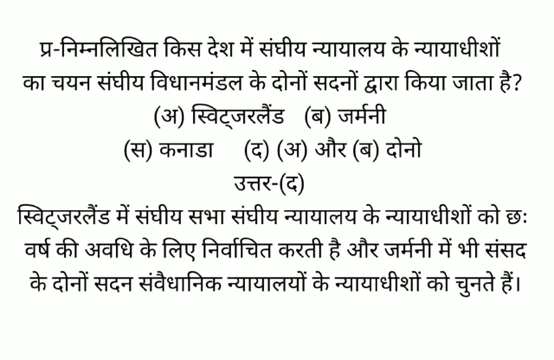 प्र-निम्नलिखित किस देश में संघीय न्यायालय के न्यायाधीशों
का चयन संघीय विधानमंडल के दोनों सदनों द्वारा किया जाता है?
(अ) स्विट्जरलैंड (ब) जर्मनी
(स) कनाडा (द) (अ) और (ब) दोनो
उत्तर-(द)
स्विट्जरलैंड में संघीय सभा संघीय न्यायालय के न्यायाधीशों को छः
वर्ष की अवधि के लिए निर्वाचित करती है और जर्मनी में भी संसद
के दोनों सदन संवैधानिक न्यायालयों के न्यायाधीशों को चुनते हैं।